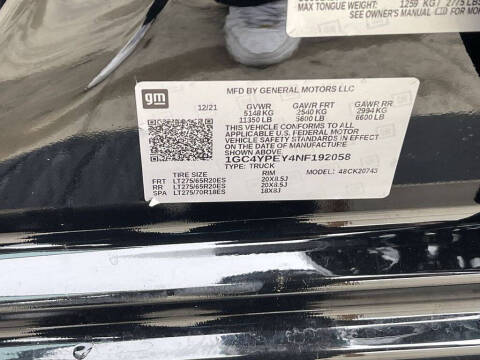 MAX TONGUE WEIGHT: 1259 KG / 2775 LBS
SEE OWNER'S MANUAL FOR MORE
MFD BY GENERAL MOTORS LLC
gm 12/21 GVWR GAWR FRT GAWR RR
5148 KG 2540 KG 2994 KG
11350 LB 5600 LB 6600 LB
THIS VEHICLE CONFORMS TO ALL
APPLICABLE U.S. FEDERAL MOTOR
VEHICLE SAFETY STANDARDS IN EFFECT
ON THE DATE OF MANUFACTURE
SHOWN ABOVE
1GC4YPEY4NF192058
TYPE: TRUCK MODEL: 48CK20743
TIRE SIZE RIM
FRT LT275/65R20ES 20X8.5J
RR LT275/65R20ES 20X8.5J
SPA LT275/70R18ES 18X8J